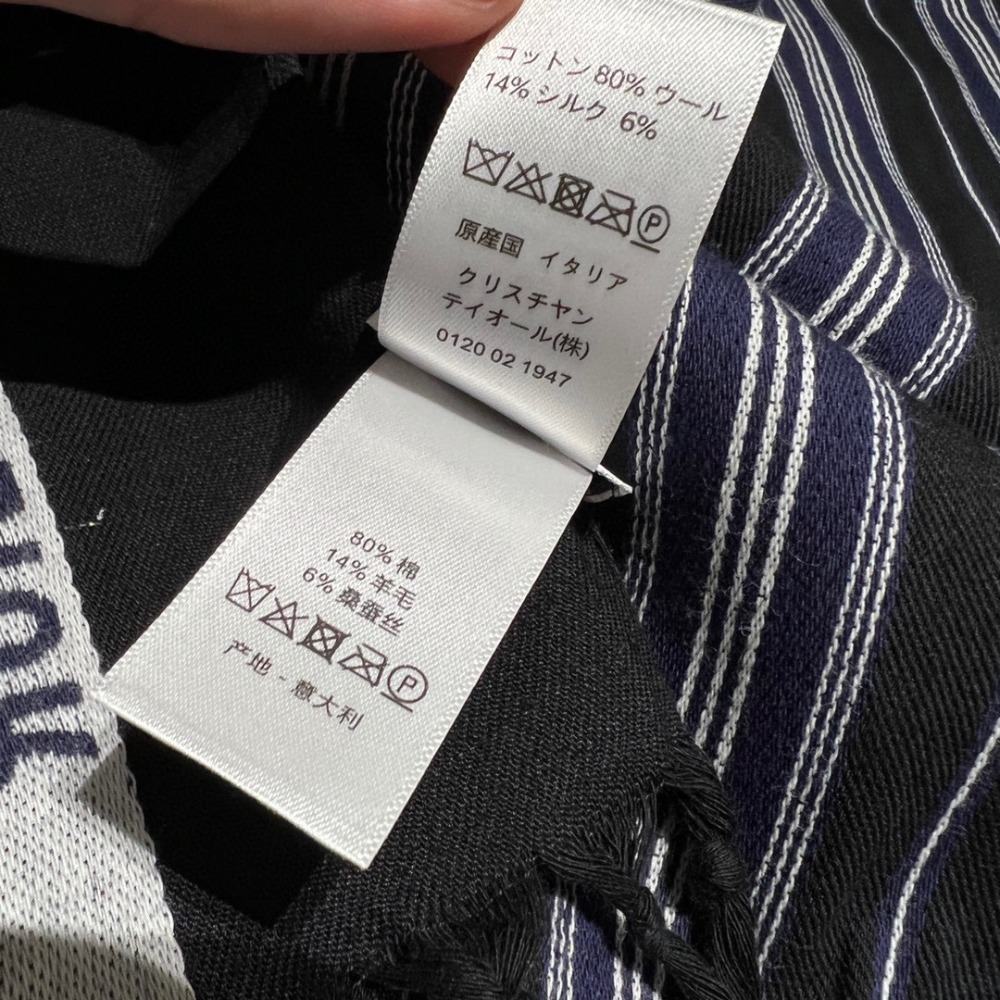 コットン 80% ウール
14% シルク 6%
P
原産国 イタリア
クリスチャン
ディオール(株)
0120 02 1947
80% 棉
14% 羊毛
6% 桑蚕丝
P
产地 - 意大利